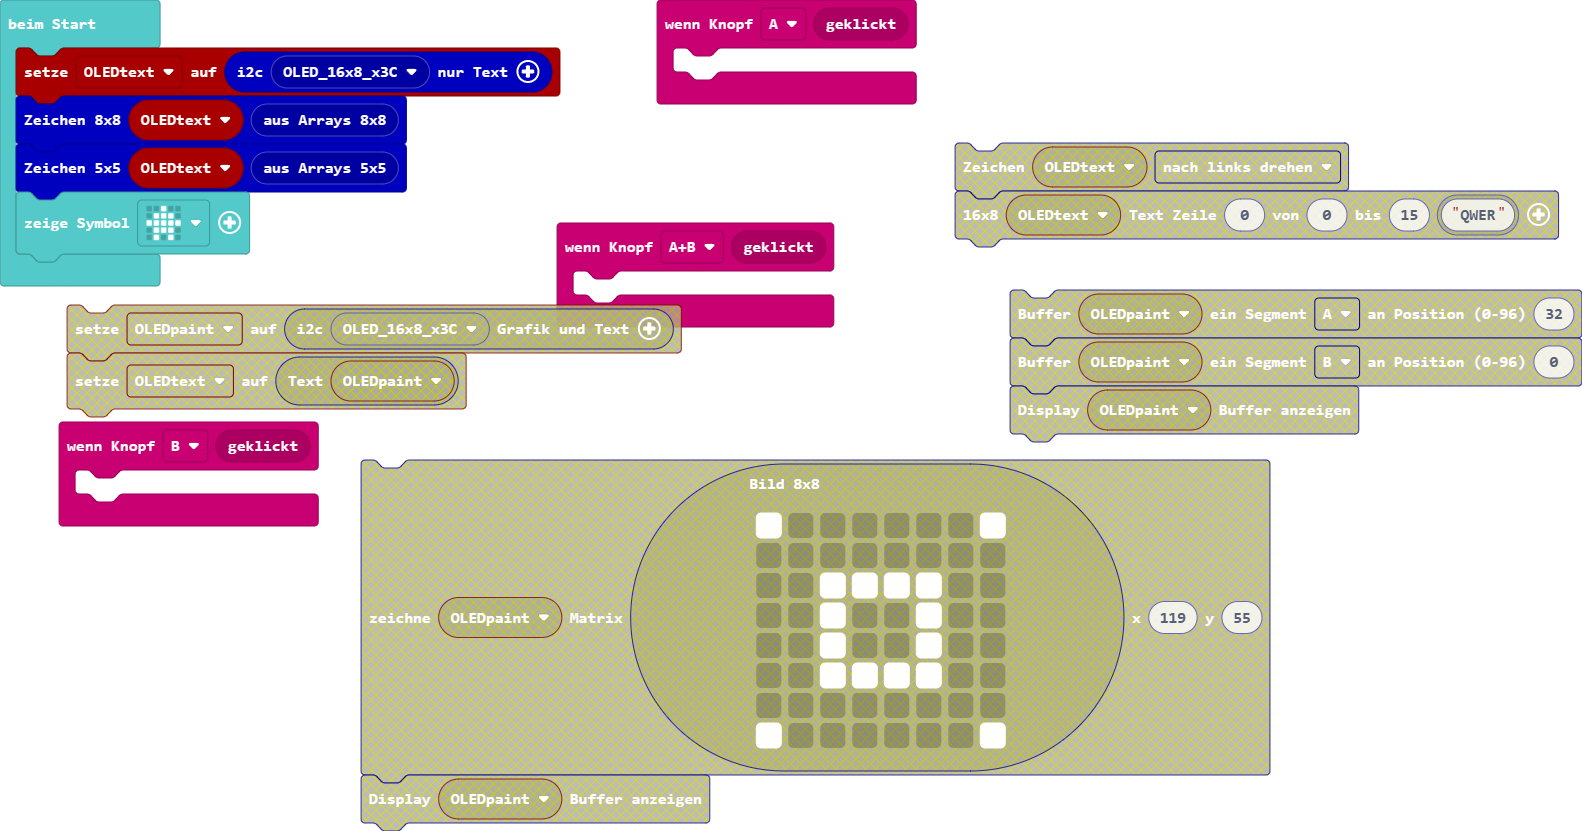 beim Start
setze OLEDtext auf i2c OLED_16x8_x3C nur Text
Zeichen 8x8 OLEDtext aus Arrays 8x8
Zeichen 5x5 OLEDtext aus Arrays 5x5
zeige Symbol
wenn Knopf A geklickt
Zeichen OLEDtext nach links drehen
16x8 OLEDtext Text Zeile 0 von 0 bis 15 "QWER"
wenn Knopf A+B geklickt
setze OLEDpaint auf i2c OLED_16x8_x3C Grafik und Text
setze OLEDtext auf Text OLEDpaint
Buffer OLEDpaint ein Segment A an Position (0-96) 32
Buffer OLEDpaint ein Segment B an Position (0-96) 0
Display OLEDpaint Buffer anzeigen
wenn Knopf B geklickt
Bild 8x8
zeichne OLEDpaint Matrix x 119 y 55
Display OLEDpaint Buffer anzeigen